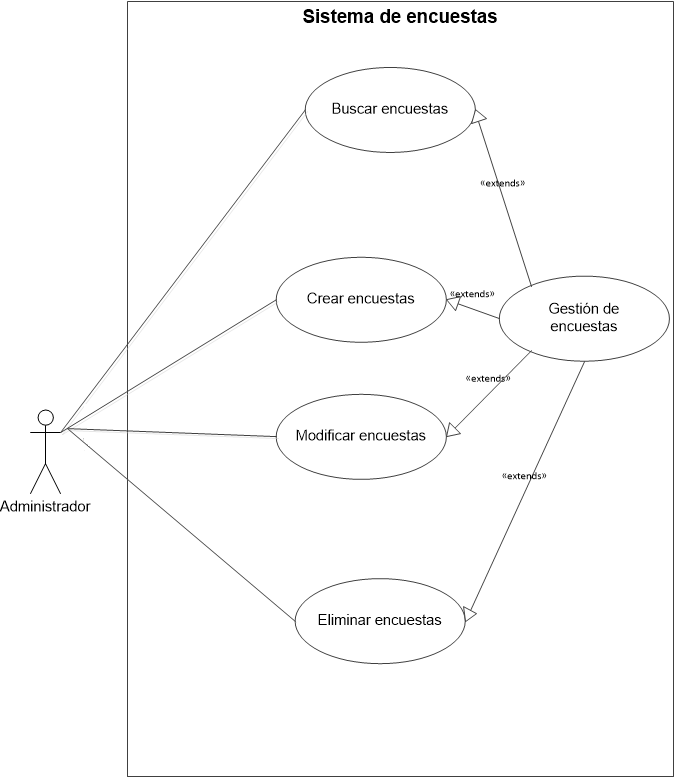 Sistema de encuestas
Buscar encuestas
«extends»
Crear encuestas
«extends»
Gestión de
encuestas
«extends»
Modificar encuestas
«extends»
Administrador
Eliminar encuestas